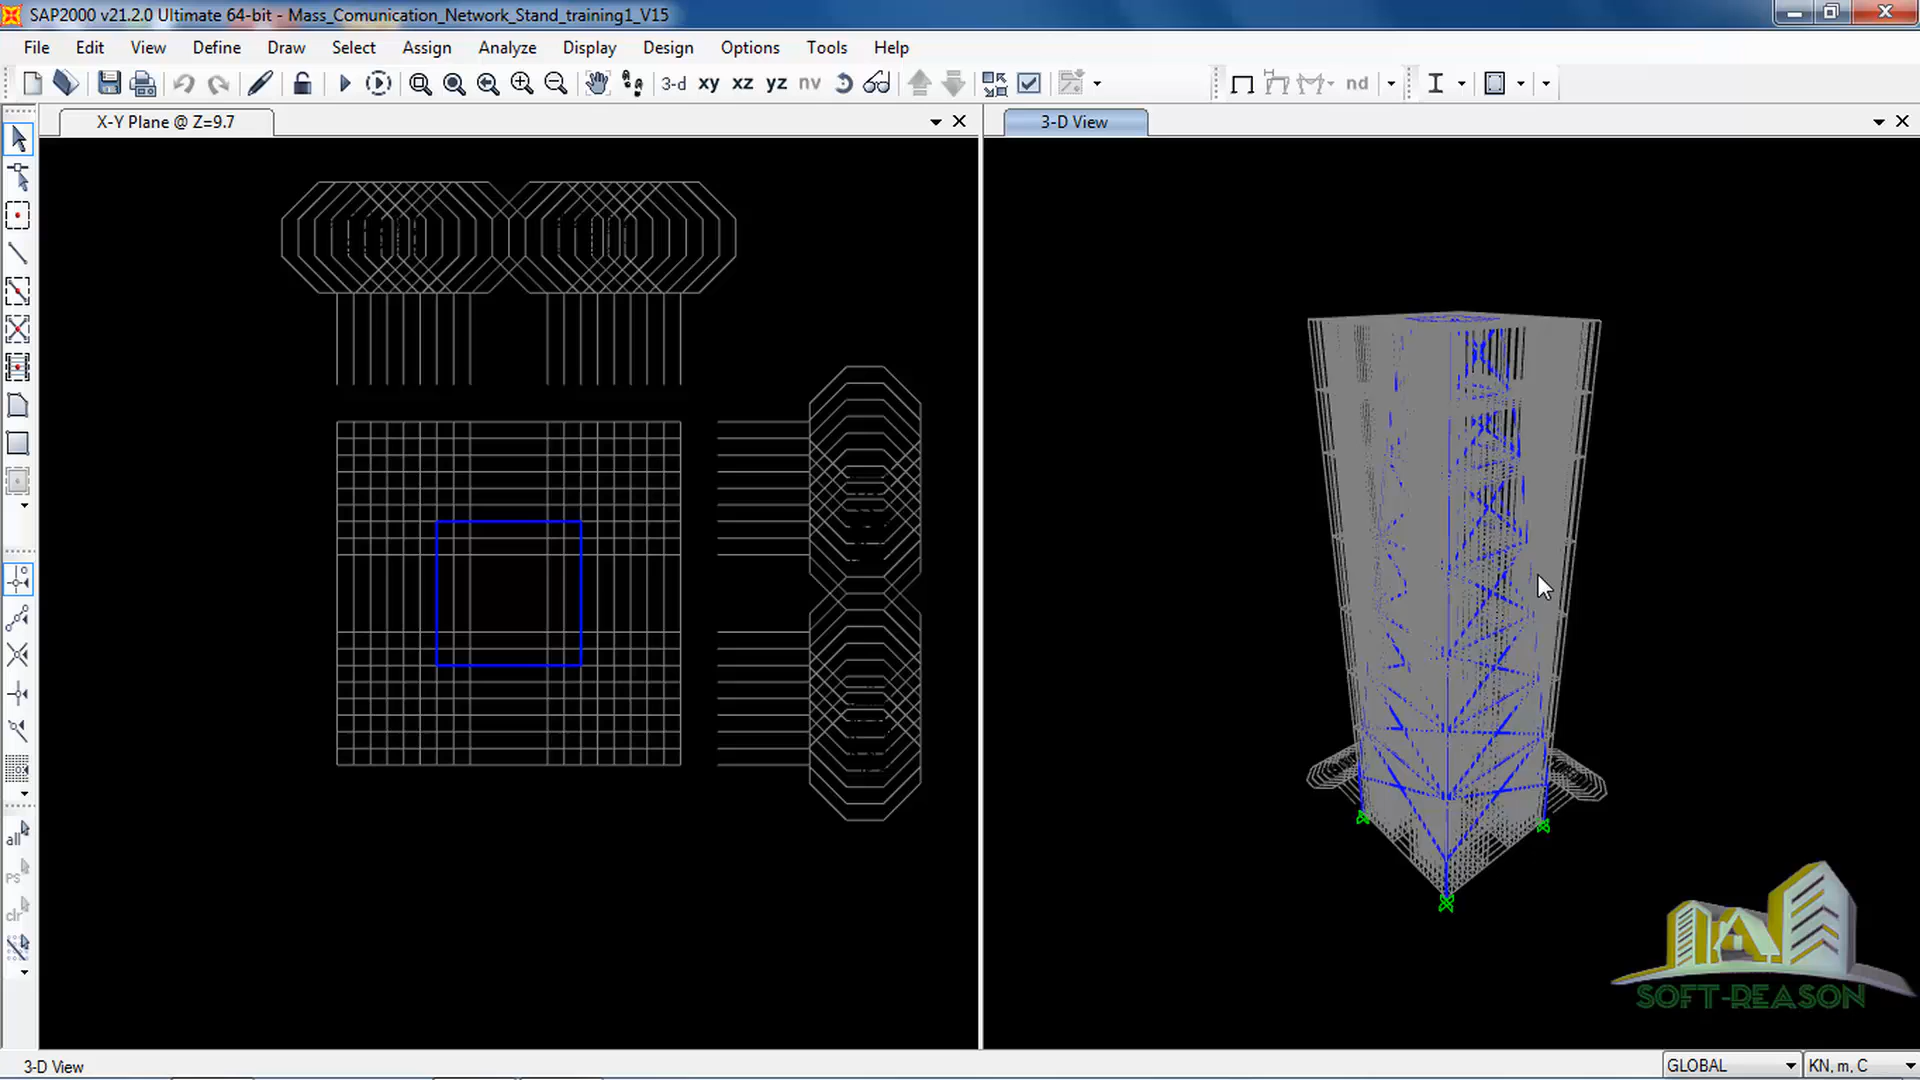 SAP2000 v21.2.0 Ultimate 64-bit - Mass_Comunication_Network_Stand_training1_V15
File Edit View Define Draw Select Assign Analyze Display Design Options Tools Help
3-d xy xz yz nv nd
X-Y Plane @ Z=9.7
3-D View
all
ps
clr
SOFT-REASON
3-D View
GLOBAL
KN, m, C